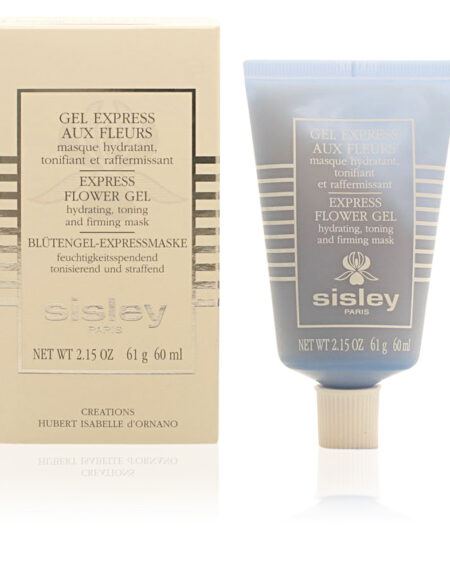 GEL EXPRESS
AUX FLEURS
masque hydratant,
tonifiant et raffermissant
EXPRESS
FLOWER GEL
hydrating, toning
and firming mask
BLÜTENGEL-EXPRESSMASKE
feuchtigkeitsspendend
tonisierend und straffend
sisley
PARIS
NET WT 2.15 OZ 61 g 60 ml
CREATIONS
HUBERT ISABELLE d'ORNANO
GEL EXPRESS
AUX FLEURS
masque hydratant,
tonifiant
et raffermissant
EXPRESS
FLOWER GEL
hydrating, toning
and firming mask
sisley
PARIS
NET WT 2.15 OZ 61 g 60 ml